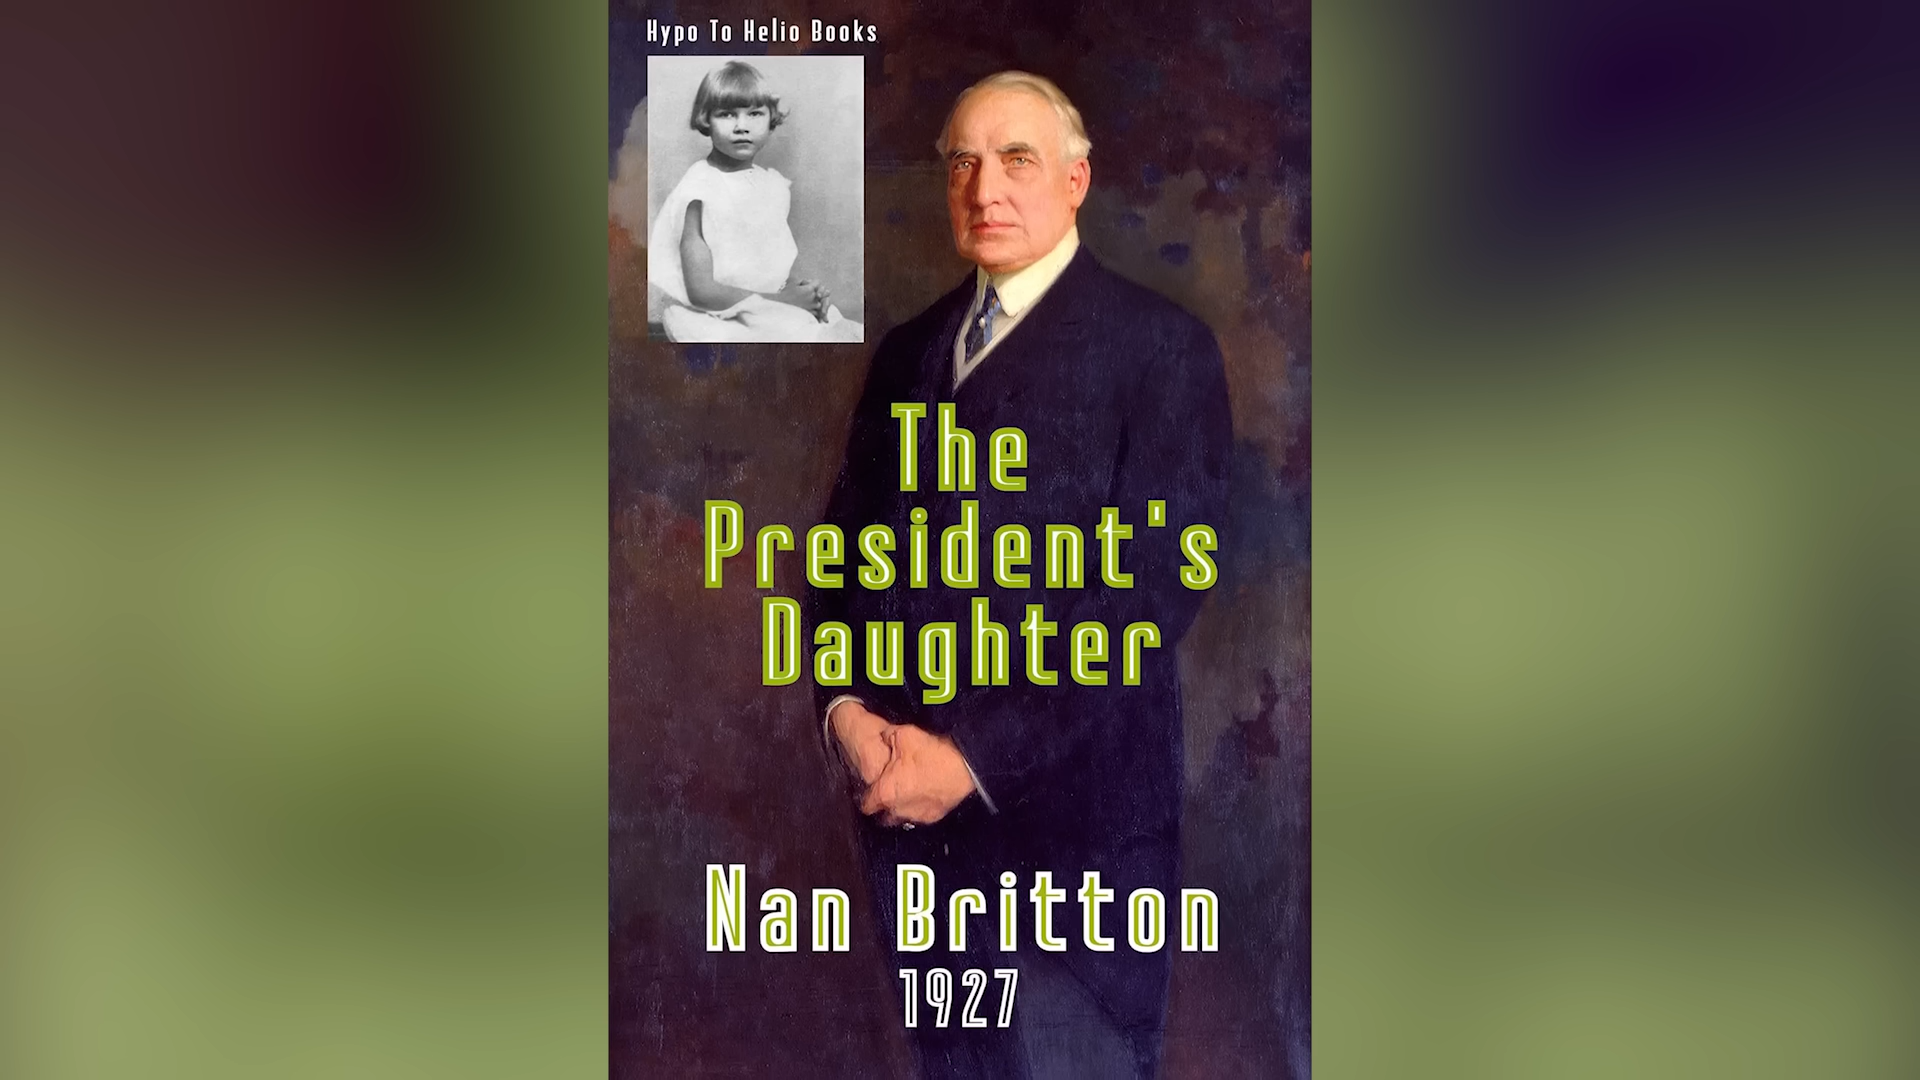 Hypo To Helio Books
The
President's
Daughter
Nan Britton
1927